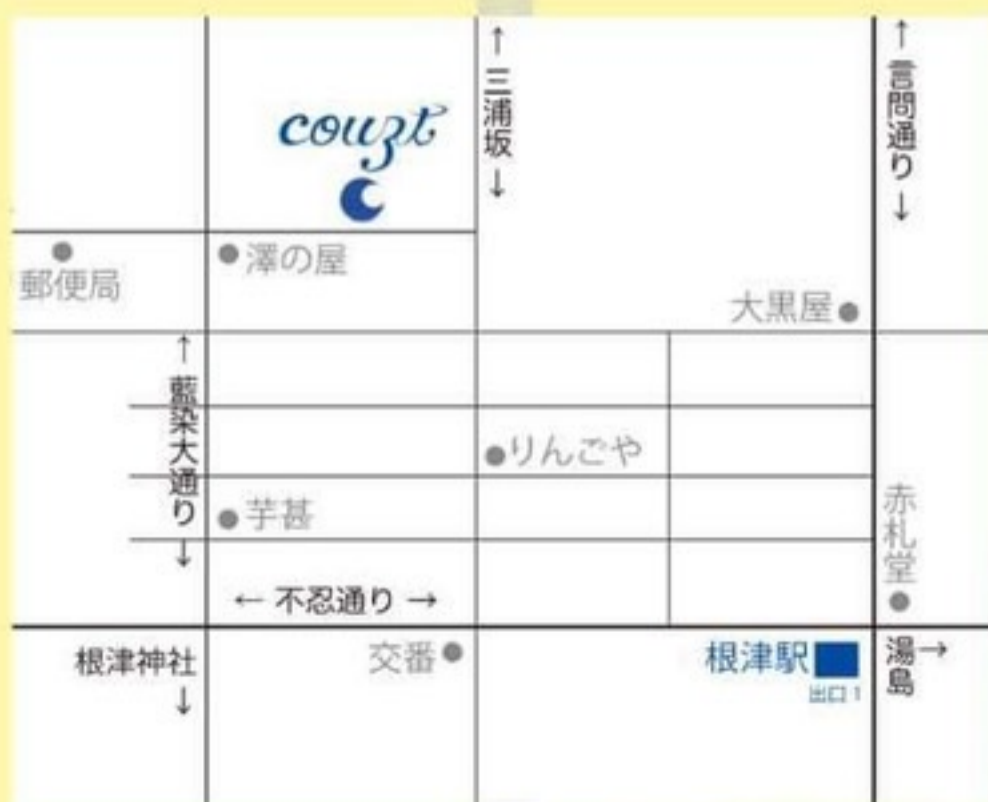 couzt
↑ 三浦坂 ↓
↑ 言問通り ↓
郵便局
澤の屋
大黒屋
↑ 藍染大通り ↓
りんごや
芋甚
赤札堂
← 不忍通り →
根津神社 ↓
交番
根津駅
出口1
湯島→